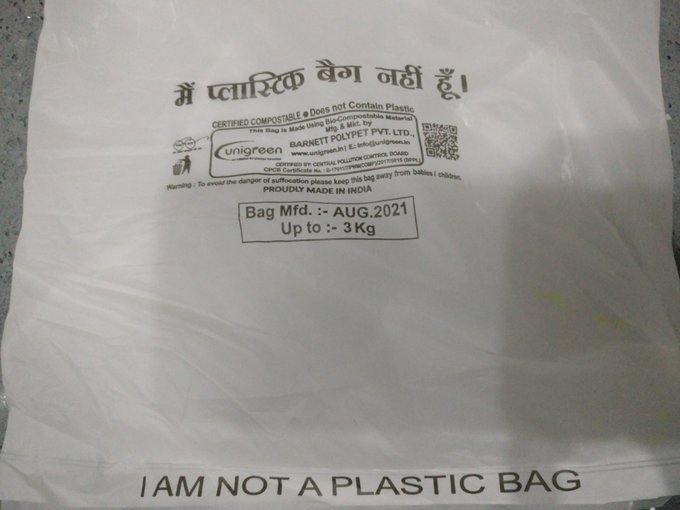 मैं प्लास्टिक बैग नहीं हूँ।
CERTIFIED COMPOSTABLE ● Does not Contain Plastic
This Bag is Made Using Bio-Compostable Material
Mfg. & Mkt. by
unigreen
BARNETT POLYPET PVT. LTD.,
www.unigreen.in | E: info@unigreen.in
CERTIFIED BY: CENTRAL POLLUTION CONTROL BOARD
CPCB Certificate No. :
Warning : To avoid the danger of suffocation please keep this bag away from babies / children.
PROUDLY MADE IN INDIA
Bag Mfd. :- AUG.2021
Up to :- 3Kg
I AM NOT A PLASTIC BAG